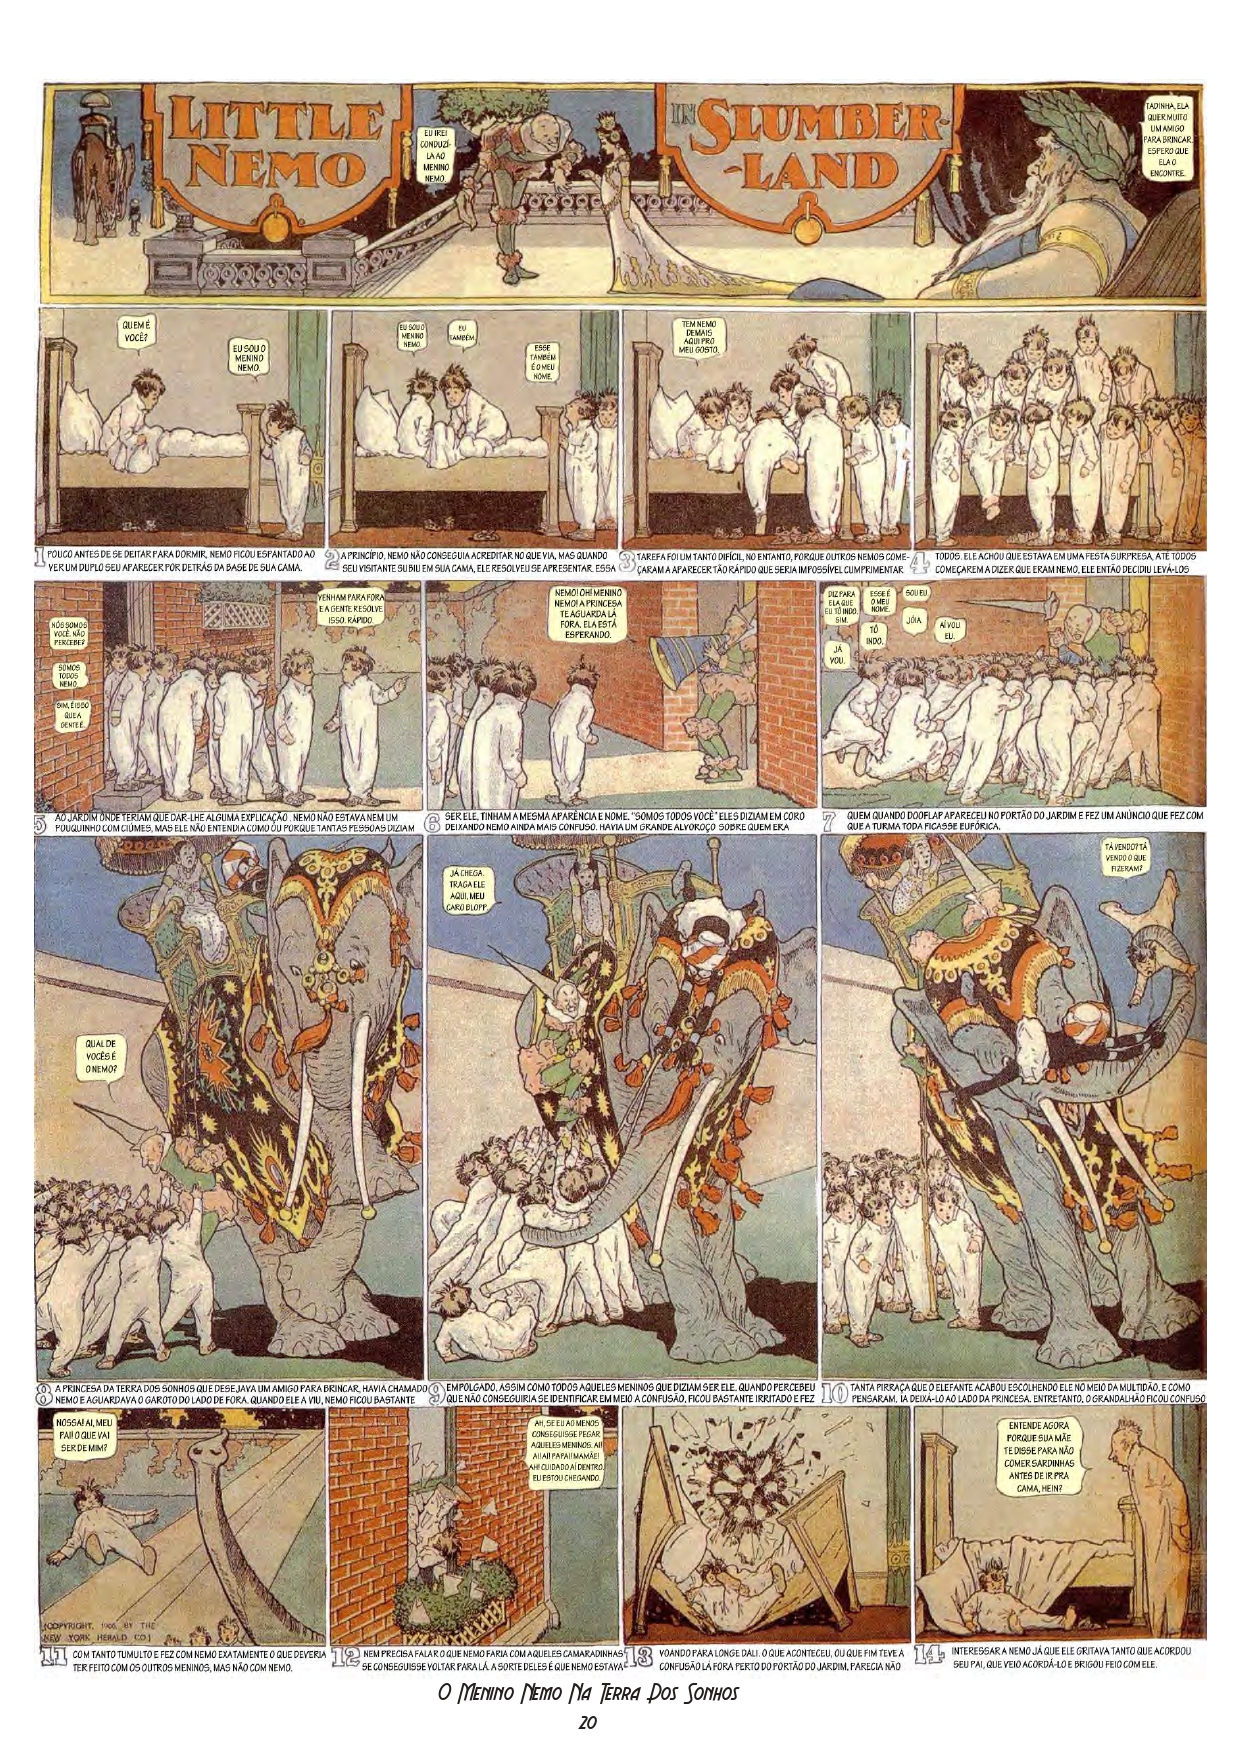 LITTLE
NEMO
IN SLUMBER-
-LAND
EU IREI
CONDUZI-
LA AO
MENINO
NEMO.
TADINHA, ELA
QUER MUITO
UM AMIGO
PARA BRINCAR.
ESPERO QUE
ELA O
ENCONTRE.
QUEM É
VOCÊ?
EU SOU O
MENINO
NEMO.
EU SOU O
MENINO
NEMO.
EU
TAMBÉM.
ESSE
TAMBÉM
É O MEU
NOME.
TEM NEMO
DEMAIS
AQUI PRO
MEU GOSTO.
1 POUCO ANTES DE SE DEITAR PARA DORMIR, NEMO FICOU ESPANTADO AO
VER UM DUPLO SEU APARECER POR DETRÁS DA BASE DE SUA CAMA.
2 A PRINCÍPIO, NEMO NÃO CONSEGUIA ACREDITAR NO QUE VIA, MAS QUANDO
SEU VISITANTE SUBIU EM SUA CAMA, ELE RESOLVEU SE APRESENTAR. ESSA
3 TAREFA FOI UM TANTO DIFÍCIL, NO ENTANTO, PORQUE OUTROS NEMOS COME-
ÇARAM A APARECER TÃO RÁPIDO QUE SERIA IMPOSSÍVEL CUMPRIMENTAR
4 TODOS. ELE ACHOU QUE ESTAVA EM UMA FESTA SURPRESA, ATÉ TODOS
COMEÇAREM A DIZER QUE ERAM NEMO, ELE ENTÃO DECIDIU LEVÁ-LOS
NÓS SOMOS
VOCÊ. NÃO
PERCEBE?
SOMOS
TODOS
NEMO.
SIM, É ISSO
QUE A
GENTE É.
VENHAM PARA FORA
E A GENTE RESOLVE
ISSO. RÁPIDO.
NEMO! OH! MENINO
NEMO! A PRINCESA
TE AGUARDA LÁ
FORA. ELA ESTÁ
ESPERANDO.
DIZ PARA
ELA QUE
EU TÔ INDO.
SIM.
ESSE É
O MEU
NOME.
SOU EU.
JÁ
VOU.
TÔ
INDO.
JÓIA.
AÍ VOU
EU.
5 AO JARDIM ONDE TERIAM QUE DAR-LHE ALGUMA EXPLICAÇÃO. NEMO NÃO ESTAVA NEM UM
POUQUINHO COM CIÚMES, MAS ELE NÃO ENTENDIA COMO OU PORQUE TANTAS PESSOAS DIZIAM
6 SER ELE, TINHAM A MESMA APARÊNCIA E NOME. "SOMOS TODOS VOCÊ" ELES DIZIAM EM CORO
DEIXANDO NEMO AINDA MAIS CONFUSO. HAVIA UM GRANDE ALVOROÇO SOBRE QUEM ERA
7 QUEM QUANDO DOOFLAP APARECEU NO PORTÃO DO JARDIM E FEZ UM ANÚNCIO QUE FEZ COM
QUE A TURMA TODA FICASSE EUFÓRICA.
QUAL DE
VOCÊS É
O NEMO?
JÁ CHEGA.
TRAGA ELE
AQUI, MEU
CARO BLOPP.
TÁ VENDO? TÁ
VENDO O QUE
FIZERAM?
8 A PRINCESA DA TERRA DOS SONHOS QUE DESEJAVA UM AMIGO PARA BRINCAR, HAVIA CHAMADO
NEMO E AGUARDAVA O GAROTO DO LADO DE FORA. QUANDO ELE A VIU, NEMO FICOU BASTANTE
9 EMPOLGADO, ASSIM COMO TODOS AQUELES MENINOS QUE DIZIAM SER ELE. QUANDO PERCEBEU
QUE NÃO CONSEGUIRIA SE IDENTIFICAR EM MEIO A CONFUSÃO, FICOU BASTANTE IRRITADO E FEZ
10 TANTA PIRRAÇA QUE O ELEFANTE ACABOU ESCOLHENDO ELE NO MEIO DA MULTIDÃO, E COMO
PENSARAM, IA DEIXÁ-LO AO LADO DA PRINCESA. ENTRETANTO, O GRANDALHÃO FICOU CONFUSO
NOSSA! AI, MEU
PAI! O QUE VAI
SER DE MIM?
AH, SE EU AO MENOS
CONSEGUISSE PEGAR
AQUELES MENINOS. AI!
AI! AI! PAPAI! MAMÃE!
AH! CUIDADO AÍ DENTRO.
EU ESTOU CHEGANDO.
ENTENDE AGORA
PORQUE SUA MÃE
TE DISSE PARA NÃO
COMER SARDINHAS
ANTES DE IR PRA
CAMA, HEIN?
(COPYRIGHT, 1906, BY THE
NEW YORK HERALD CO.)
11 COM TANTO TUMULTO E FEZ COM NEMO EXATAMENTE O QUE DEVERIA
TER FEITO COM OS OUTROS MENINOS, MAS NÃO COM NEMO.
12 NEM PRECISA FALAR O QUE NEMO FARIA COM AQUELES CAMARADINHAS
SE CONSEGUISSE VOLTAR PARA LÁ. A SORTE DELES É QUE NEMO ESTAVA
13 VOANDO PARA LONGE DALI. O QUE ACONTECEU, OU QUE FIM TEVE A
CONFUSÃO LÁ FORA PERTO DO PORTÃO DO JARDIM, PARECIA NÃO
14 INTERESSAR A NEMO JÁ QUE ELE GRITAVA TANTO QUE ACORDOU
SEU PAI, QUE VEIO ACORDÁ-LO E BRIGOU FEIO COM ELE.
O MENINO NEMO NA TERRA DOS SONHOS
20